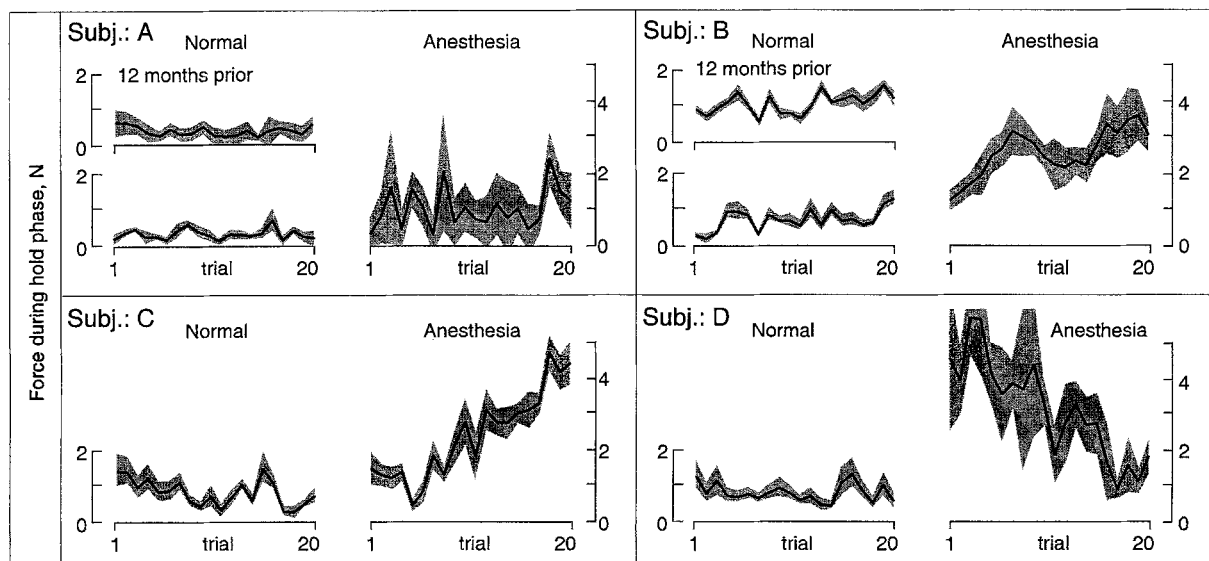 Force during hold phase, N
Subj.: A
Normal
Anesthesia
12 months prior
2
0
2
0
1
trial
20
4
2
0
1
trial
20
Subj.: B
Normal
Anesthesia
12 months prior
2
0
2
0
1
trial
20
4
2
0
1
trial
20
Subj.: C
Normal
Anesthesia
2
0
1
trial
20
4
2
0
1
trial
20
Subj.: D
Normal
Anesthesia
2
0
1
trial
20
4
2
0
1
trial
20